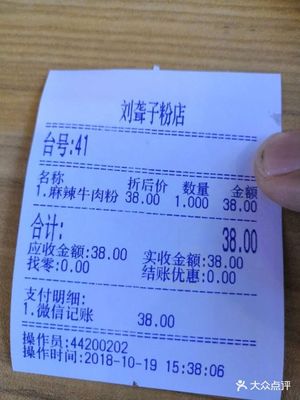 刘聋子粉店
台号:41
名称 折后价 数量 金额
1.麻辣牛肉粉 38.00 1.000 38.00
合计: 38.00
应收金额:38.00 实收金额:38.00
找零:0.00 结账优惠:0.00
支付明细:
1.微信记账 38.00
操作员:44200202
操作时间:2018-10-19 15:38:06
大众点评